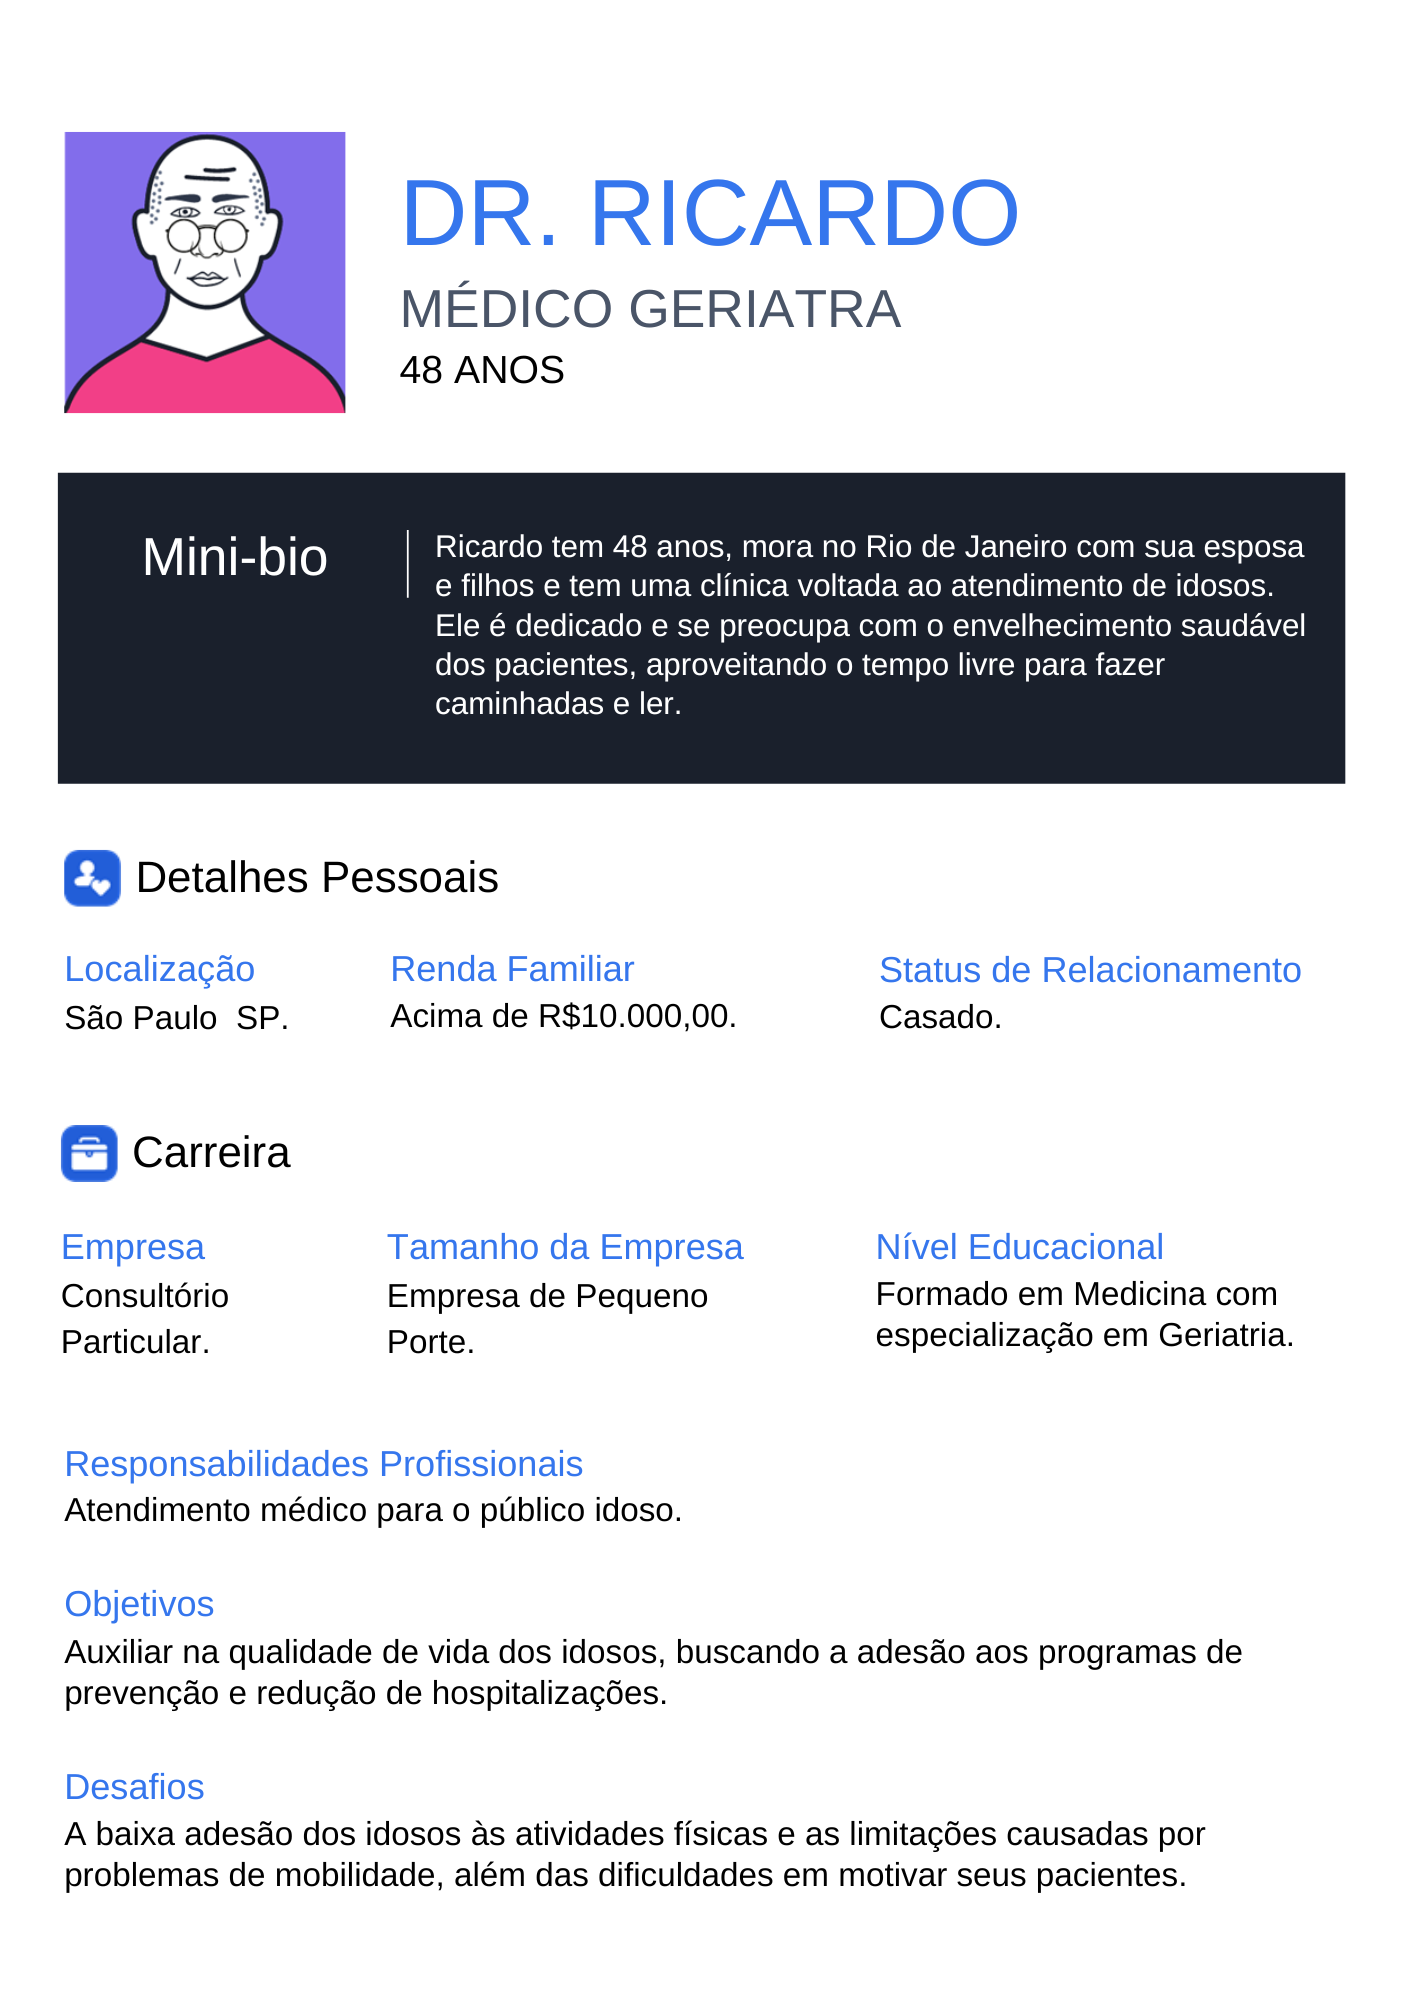 DR. RICARDO
MÉDICO GERIATRA
48 ANOS
Mini-bio
Ricardo tem 48 anos, mora no Rio de Janeiro com sua esposa
e filhos e tem uma clínica voltada ao atendimento de idosos.
Ele é dedicado e se preocupa com o envelhecimento saudável
dos pacientes, aproveitando o tempo livre para fazer
caminhadas e ler.
Detalhes Pessoais
Localização
São Paulo  SP.
Renda Familiar
Acima de R$10.000,00.
Status de Relacionamento
Casado.
Carreira
Empresa
Consultório
Particular.
Tamanho da Empresa
Empresa de Pequeno
Porte.
Nível Educacional
Formado em Medicina com
especialização em Geriatria.
Responsabilidades Profissionais
Atendimento médico para o público idoso.
Objetivos
Auxiliar na qualidade de vida dos idosos, buscando a adesão aos programas de
prevenção e redução de hospitalizações.
Desafios
A baixa adesão dos idosos às atividades físicas e as limitações causadas por
problemas de mobilidade, além das dificuldades em motivar seus pacientes.